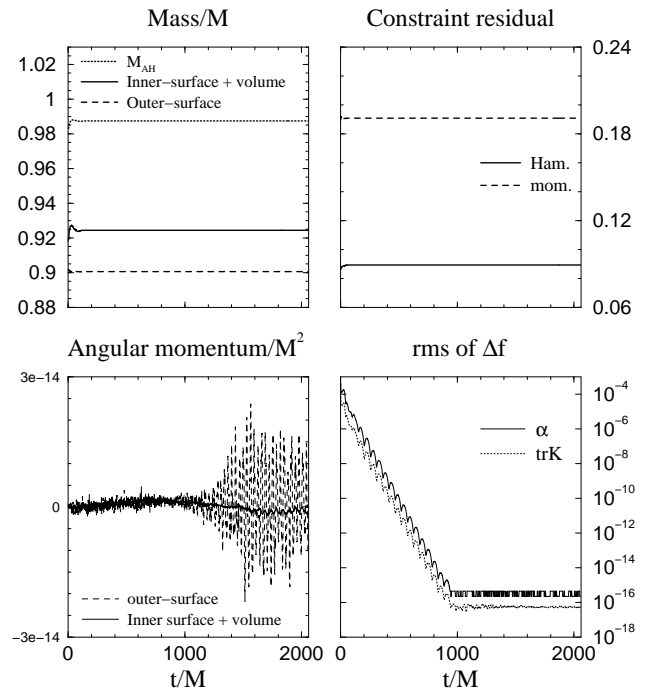 Mass/M
1.02
1
0.98
0.96
0.94
0.92
0.9
0.88
M_AH
Inner−surface + volume
Outer−surface
Constraint residual
0.24
0.18
0.12
0.06
Ham.
mom.
Angular momentum/M^2
3e−14
0
−3e−14
outer−surface
Inner surface + volume
0
1000
2000
t/M
rms of Δf
10^−4
10^−6
10^−8
10^−10
10^−12
10^−14
10^−16
10^−18
α
trK
0
1000
2000
t/M